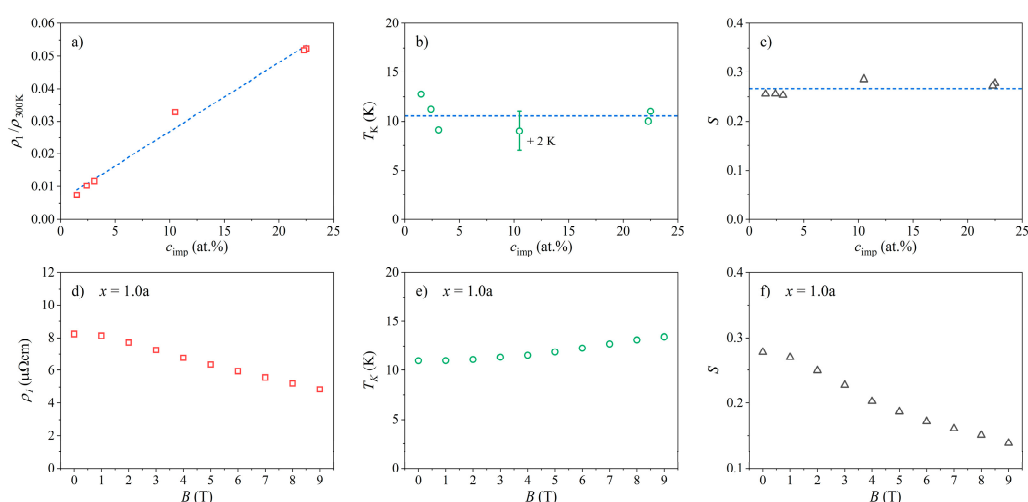 a)
0.06
0.05
0.04
0.03
0.02
0.01
0.00
ρ1 /ρ300K
0 5 10 15 20 25
cimp (at.%)
b)
20
15
10
5
0
TK (K)
+ 2 K
0 5 10 15 20 25
cimp (at.%)
c)
0.4
0.3
0.2
0.1
0.0
S
0 5 10 15 20 25
cimp (at.%)
d) x = 1.0a
12
10
8
6
4
2
0
ρi (μΩcm)
0 1 2 3 4 5 6 7 8 9
B (T)
e) x = 1.0a
20
15
10
5
0
TK (K)
0 1 2 3 4 5 6 7 8 9
B (T)
f) x = 1.0a
0.4
0.3
0.2
0.1
S
0 1 2 3 4 5 6 7 8 9
B (T)